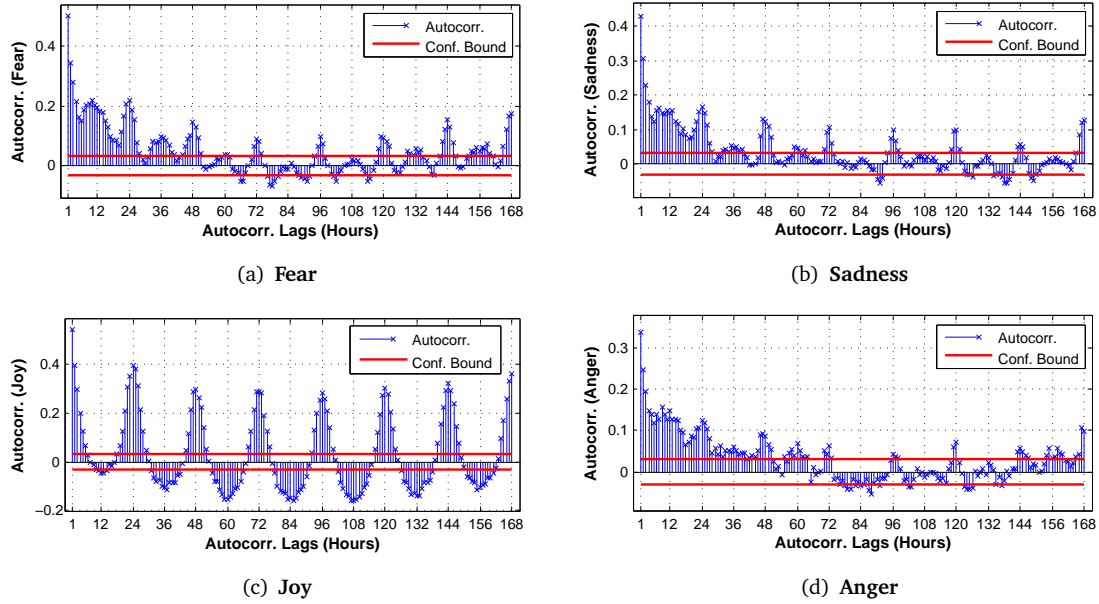 Autocorr. (Fear)
0.4
0.2
0
Autocorr.
Conf. Bound
1 12 24 36 48 60 72 84 96 108 120 132 144 156 168
Autocorr. Lags (Hours)
(a) Fear
Autocorr. (Sadness)
0.4
0.3
0.2
0.1
0
Autocorr.
Conf. Bound
1 12 24 36 48 60 72 84 96 108 120 132 144 156 168
Autocorr. Lags (Hours)
(b) Sadness
Autocorr. (Joy)
0.4
0.2
0
−0.2
Autocorr.
Conf. Bound
1 12 24 36 48 60 72 84 96 108 120 132 144 156 168
Autocorr. Lags (Hours)
(c) Joy
Autocorr. (Anger)
0.3
0.2
0.1
0
Autocorr.
Conf. Bound
1 12 24 36 48 60 72 84 96 108 120 132 144 156 168
Autocorr. Lags (Hours)
(d) Anger